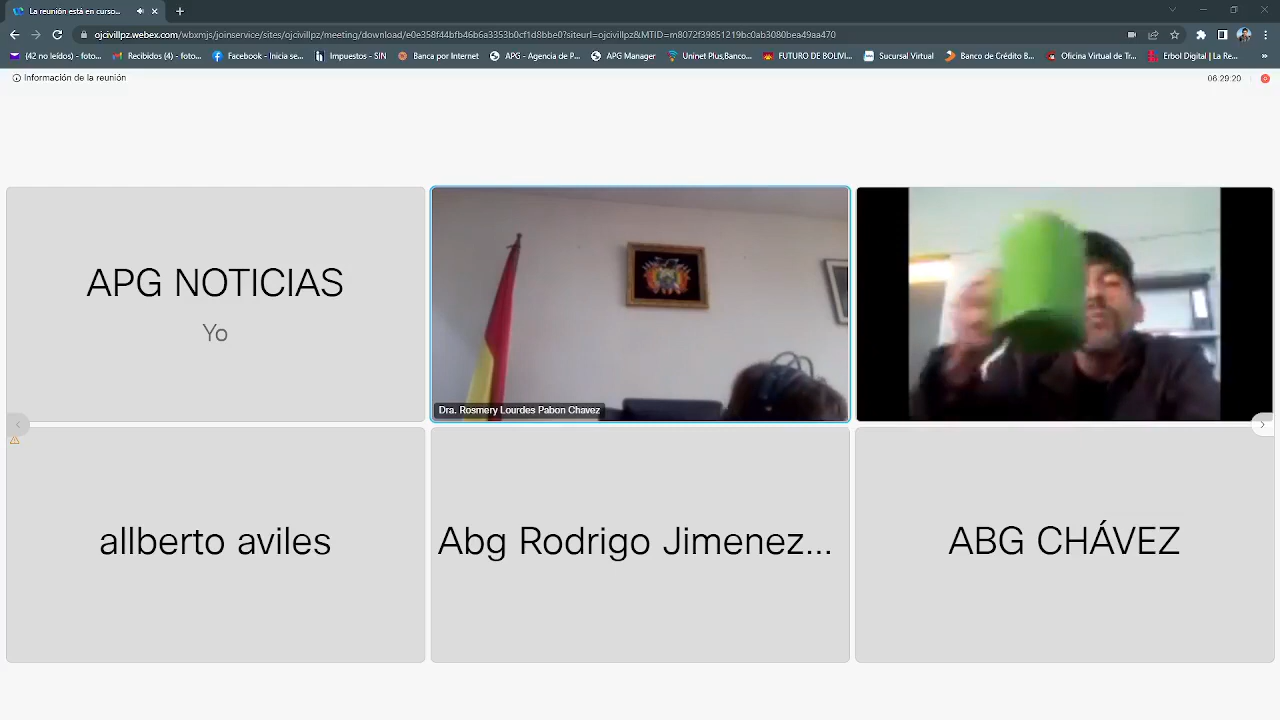 La reunión está en curso...
ojcivillpz.webex.com/wbxmjs/joinservice/sites/ojcivillpz/meeting/download/e0e358f44bfb46b6a3353b0cf1d8bbe0?siteurl=ojcivillpz&MTID=m8072f39851219bc0ab3080bea49aa470
(42 no leídos) - foto...
Recibidos (4) - foto...
Facebook - Inicia se...
Impuestos - SIN
Banca por Internet
APG - Agencia de P...
APG Manager
Uninet Plus,Banco...
FUTURO DE BOLIVI...
Sucursal Virtual
Banco de Crédito B...
Oficina Virtual de Tr...
Erbol Digital | La Re...
Información de la reunión
06:29:20
APG NOTICIAS
Yo
Dra. Rosmery Lourdes Pabon Chavez
allberto aviles
Abg Rodrigo Jimenez...
ABG CHÁVEZ